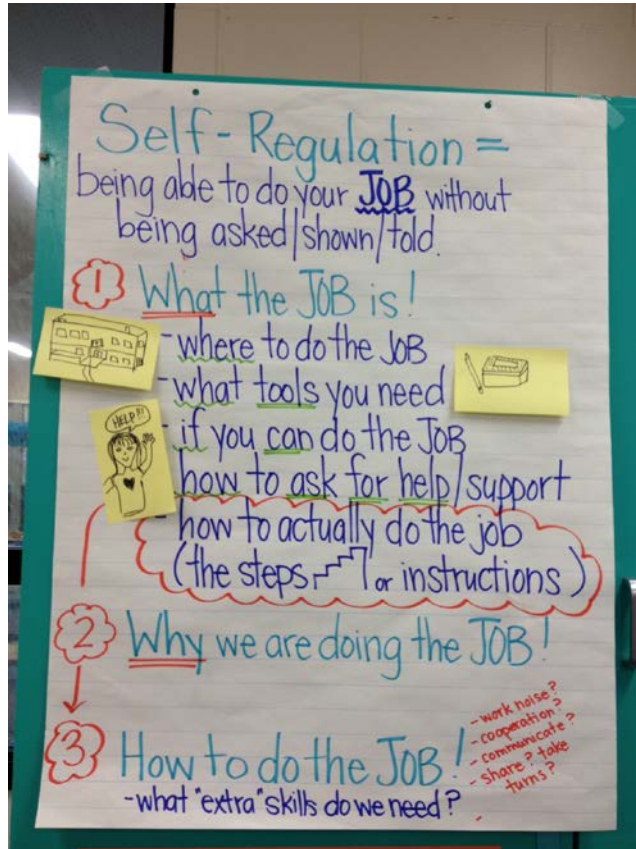 Self-Regulation =
being able to do your JOB without
being asked/shown/told.
1 What the JOB is!
- where to do the JOB
- what tools you need
- if you can do the JOB
HELP!!!
how to ask for help/support
- how to actually do the job
(the steps or instructions)
2 Why we are doing the JOB!
3 How to do the JOB!
- what "extra" skills do we need?
- work noise?
- cooperation?
- communicate?
- share? take
turns?
-